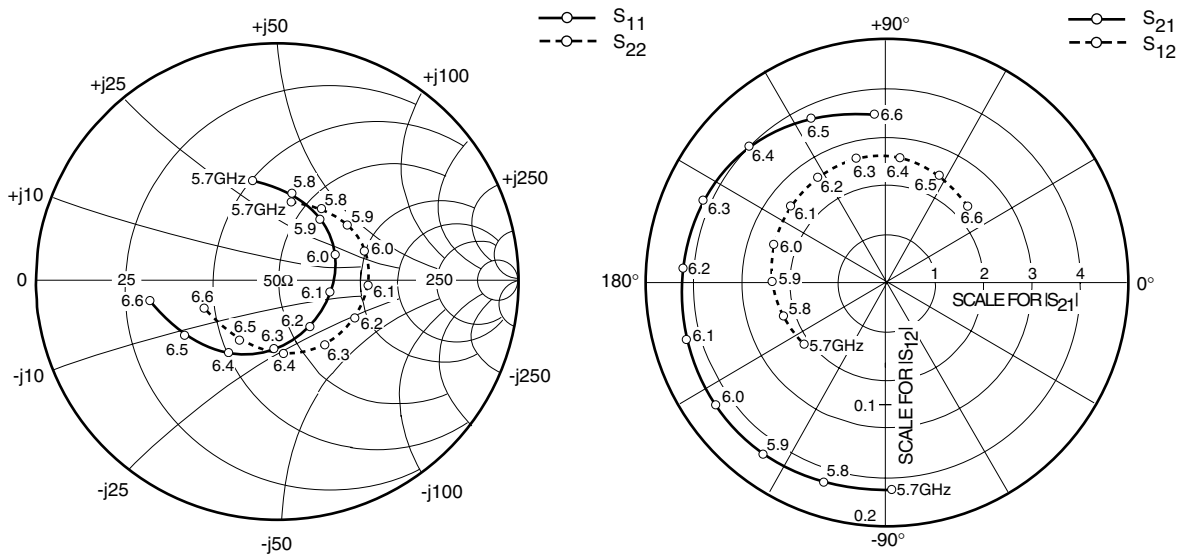 S11
S22
+j50
+j25
+j100
+j10
+j250
0
25
50Ω
250
-j10
-j250
-j25
-j100
-j50
5.7GHz
5.8
5.9
6.0
6.1
6.2
6.3
6.4
6.5
6.6
5.7GHz
5.8
5.9
6.0
6.1
6.2
6.3
6.4
6.5
6.6
S21
S12
+90°
180°
0°
-90°
1
2
3
4
SCALE FOR |S21|
SCALE FOR |S12|
0.1
0.2
6.6
6.5
6.4
6.3
6.2
6.1
6.0
5.9
5.8
5.7GHz
6.2
6.3
6.4
6.5
6.6
6.1
6.0
5.9
5.8
5.7GHz